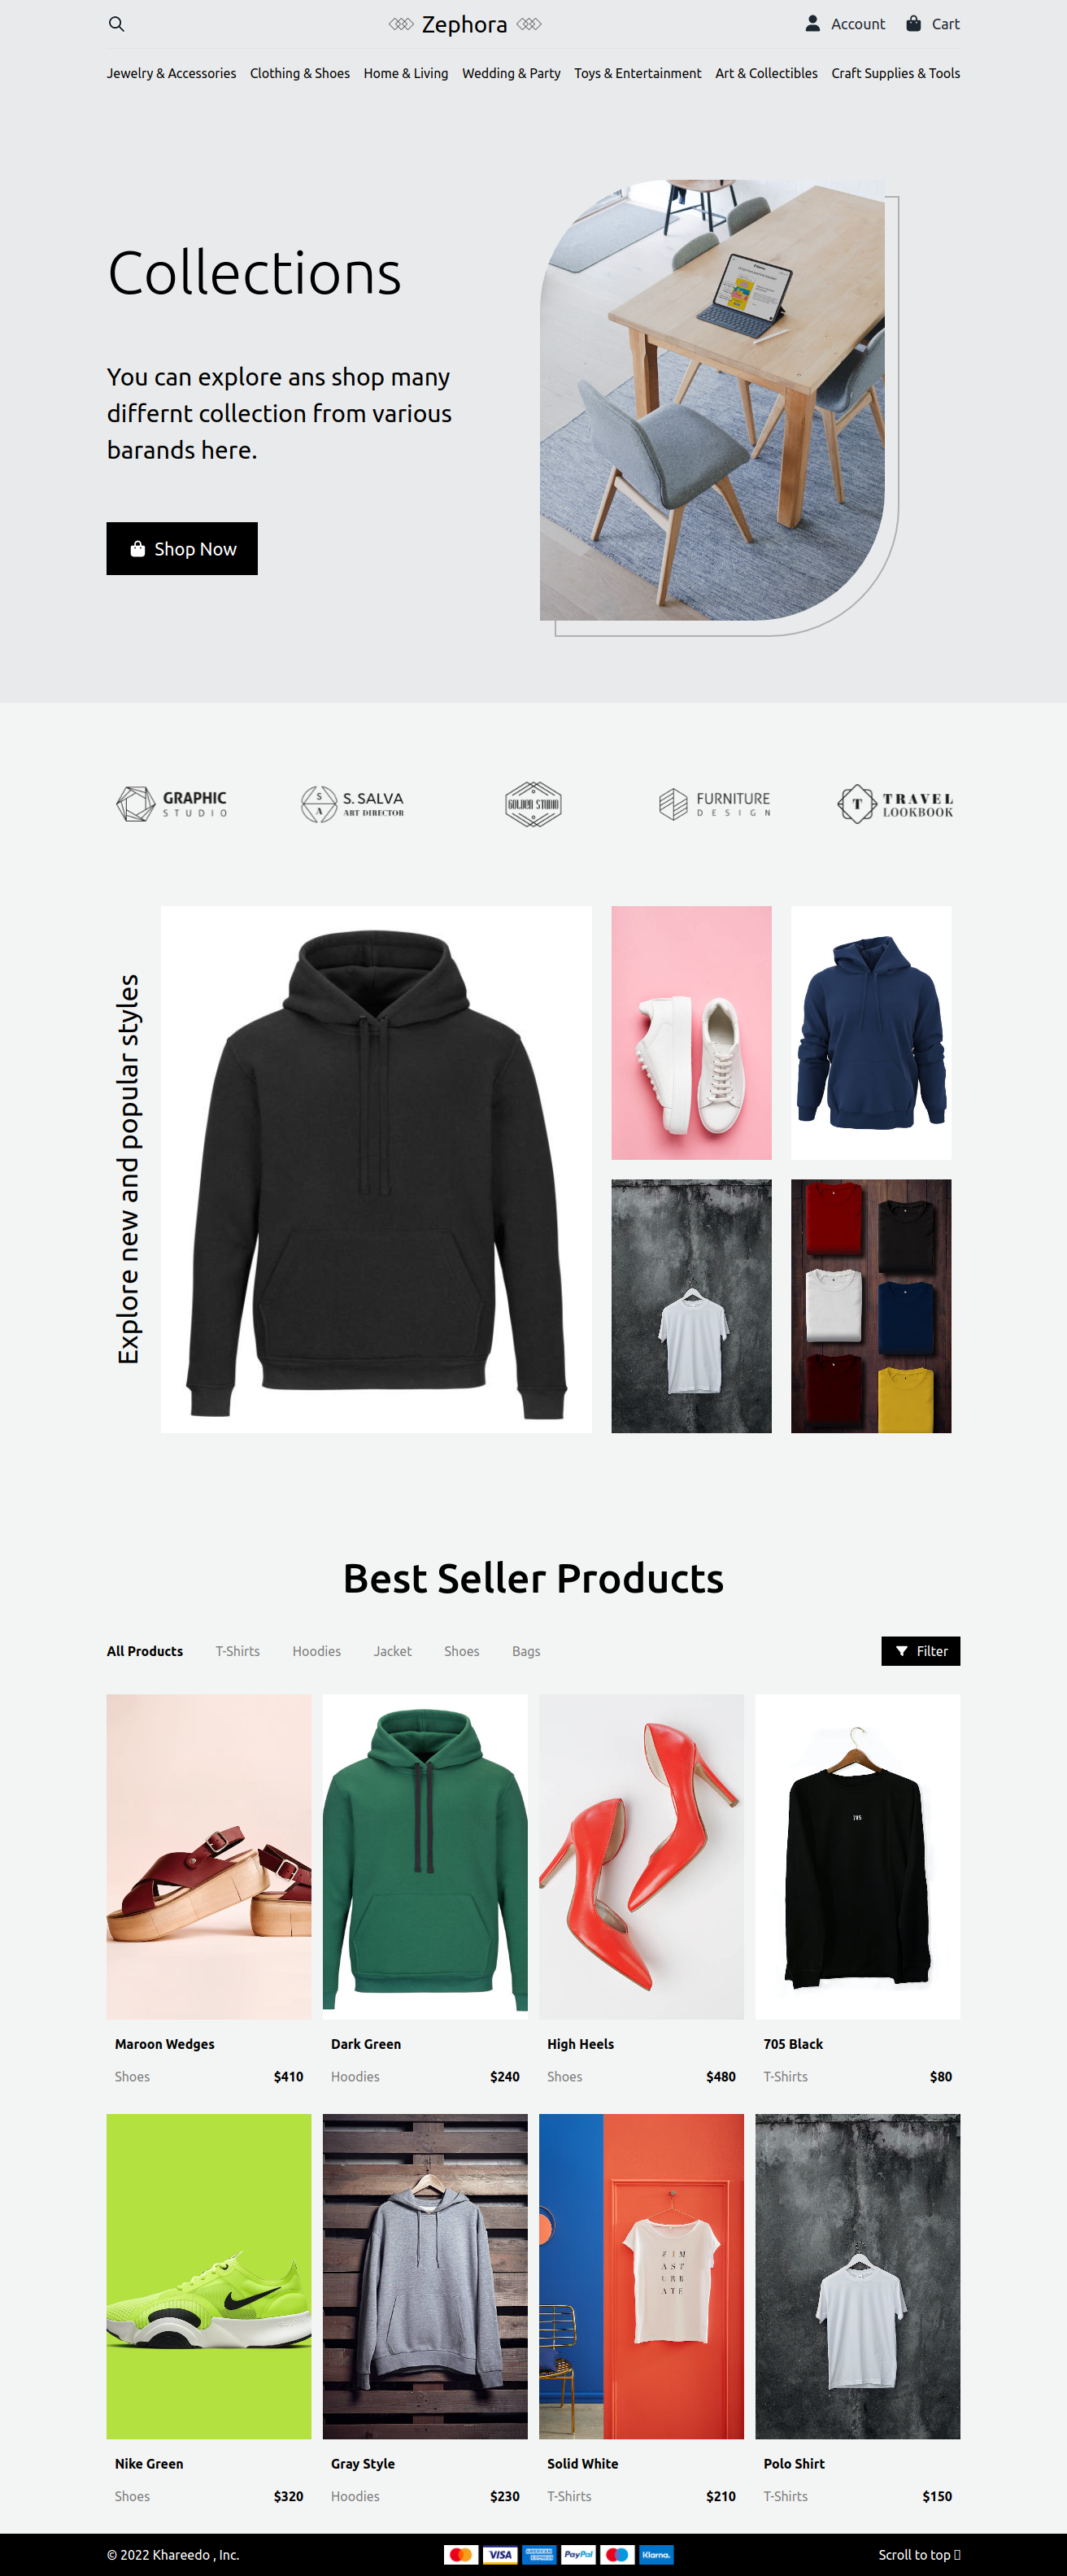 Zephora
Account
Cart
Jewelry & Accessories
Clothing & Shoes
Home & Living
Wedding & Party
Toys & Entertainment
Art & Collectibles
Craft Supplies & Tools
Collections
You can explore ans shop many
differnt collection from various
barands here.
Shop Now
GRAPHIC
STUDIO
S A
S. SALVA
ART DIRECTOR
GOLDEN STUDIO
FURNITURE
DESIGN
T
TRAVEL
LOOKBOOK
Explore new and popular styles
Best Seller Products
All Products
T-Shirts
Hoodies
Jacket
Shoes
Bags
Filter
705
Maroon Wedges
Shoes $410
Dark Green
Hoodies $240
High Heels
Shoes $480
705 Black
T-Shirts $80
Nike Green
Shoes $320
Gray Style
Hoodies $230
Solid White
T-Shirts $210
Polo Shirt
T-Shirts $150
© 2022 Khareedo , Inc.
VISA
AMERICAN EXPRESS
PayPal
Klarna.
Scroll to top